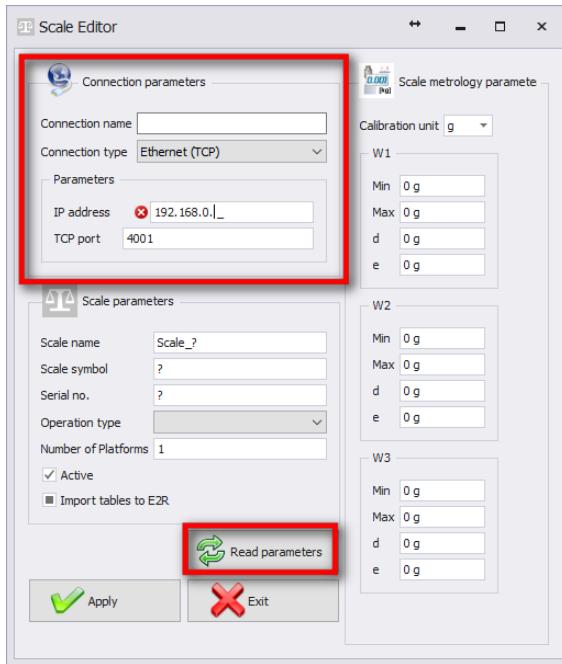 Scale Editor
Connection parameters
Connection name
Connection type Ethernet (TCP)
Parameters
IP address 192.168.0._
TCP port 4001
Scale parameters
Scale name Scale_?
Scale symbol ?
Serial no. ?
Operation type
Number of Platforms 1
Active
Import tables to E2R
Read parameters
Apply
Exit
0.001
[kg]
Scale metrology paramete
Calibration unit g
W1
Min 0 g
Max 0 g
d 0 g
e 0 g
W2
Min 0 g
Max 0 g
d 0 g
e 0 g
W3
Min 0 g
Max 0 g
d 0 g
e 0 g